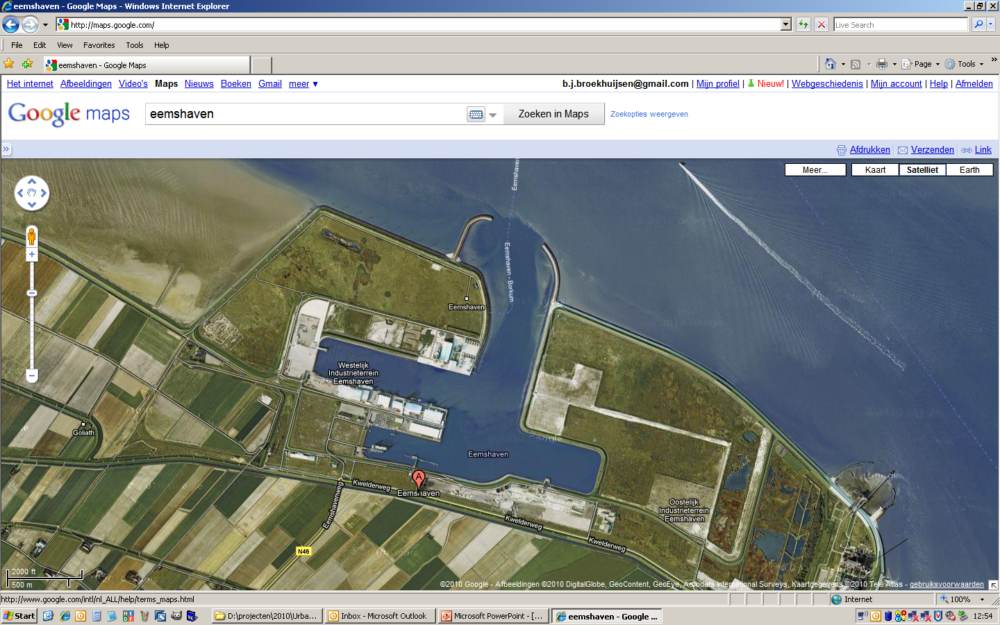 eemshaven - Google Maps - Windows Internet Explorer
http://maps.google.com/
Live Search
File Edit View Favorites Tools Help
eemshaven - Google Maps
Page Tools
Het internet Afbeeldingen Video's Maps Nieuws Boeken Gmail meer ▼
b.j.broekhuijsen@gmail.com | Mijn profiel | Nieuw! | Webgeschiedenis | Mijn account | Help | Afmelden
Google maps
eemshaven
Zoeken in Maps
Zoekopties weergeven
Afdrukken Verzenden Link
Meer... Kaart Satelliet Earth
Eemshaven
Eemshaven - Borkum
Eemshaven
Westelijk
Industrieterrein
Eemshaven
Goliath
Eemshaven
A
Eemshaven
Kwelderweg
Eemshavenweg
Kwelderweg
Kwelderweg
Oostelijk
Industrieterrein
Eemshaven
N46
2000 ft
500 m
©2010 Google - Afbeeldingen ©2010 DigitalGlobe, GeoContent, GeoEye, Aerodata International Surveys, Kaartgegevens ©2010 Tele Atlas - gebruiksvoorwaarden
http://www.google.com/intl/nl_ALL/help/terms_maps.html
Internet
100%
Start
D:\projecten\2010\Urba...
Inbox - Microsoft Outlook
Microsoft PowerPoint - [...
eemshaven - Google ...
12:54